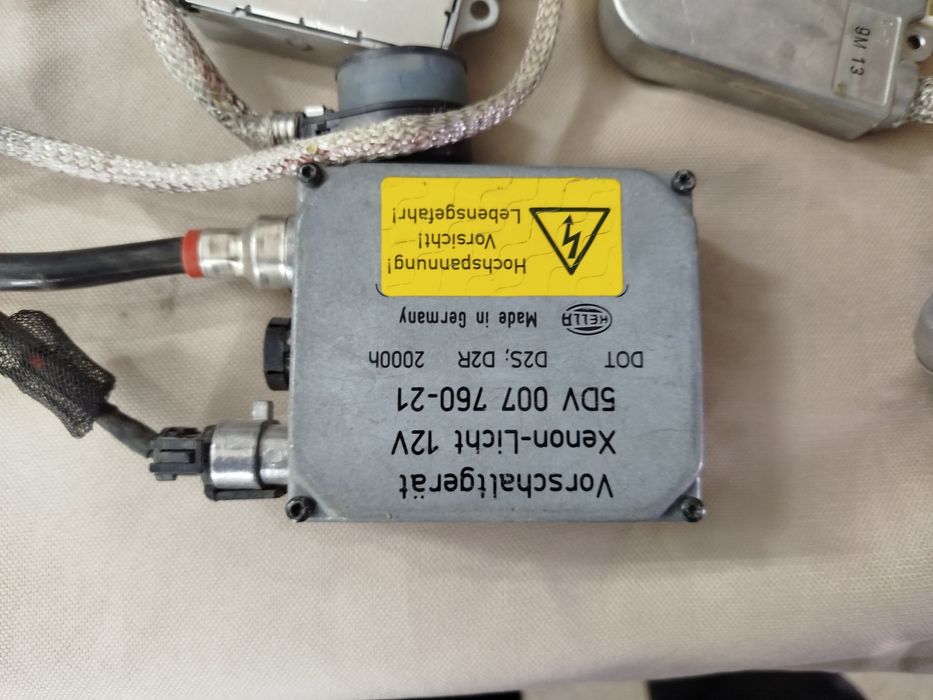 Vorschaltgerät
Xenon-Licht 12V
5DV 007 760-21
DOT D2S; D2R 2000h
HELLA Made in Germany
Hochspannung!
Vorsicht!
Lebensgefahr!
9M 13